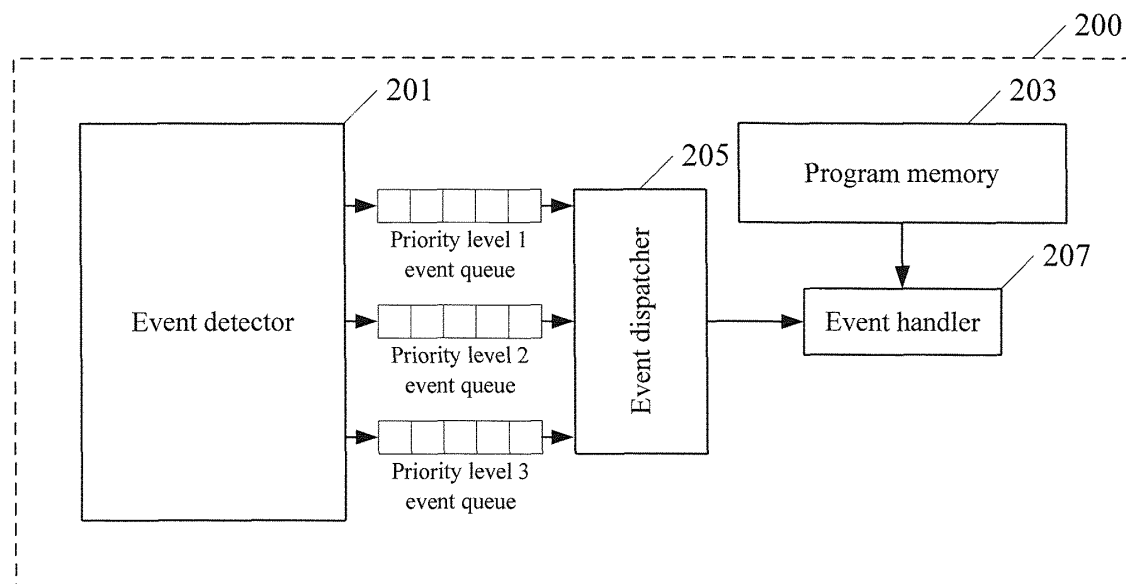 200
201
203
205
Program memory
Priority level 1
event queue
207
Event detector
Event dispatcher
Event handler
Priority level 2
event queue
Priority level 3
event queue